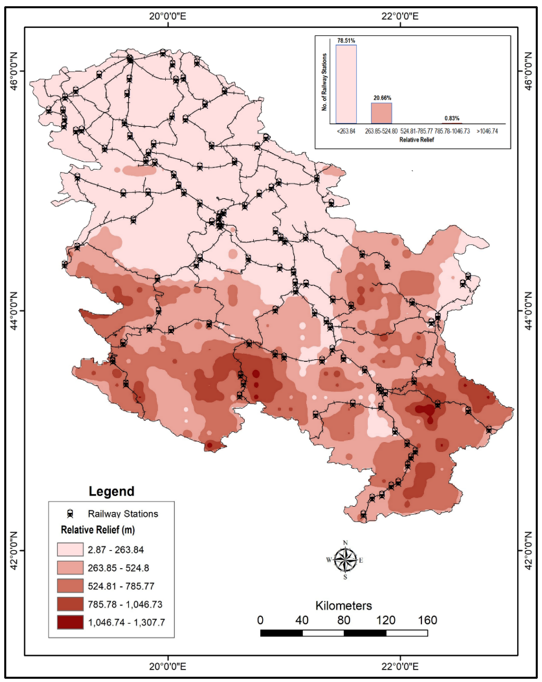 20°0'0"E 22°0'0"E
46°0'0"N 46°0'0"N
78.51%
20.66%
0.83%
No. of Railway Stations
<263.84 263.85-524.80 524.81-785.77 785.78-1046.73 >1046.74
Relative Relief
44°0'0"N 44°0'0"N
Legend
Railway Stations
Relative Relief (m)
2.87 - 263.84
263.85 - 524.8
524.81 - 785.77
785.78 - 1,046.73
1,046.74 - 1,307.7
42°0'0"N 42°0'0"N
N
W E
S
Kilometers
0 40 80 120 160
20°0'0"E 22°0'0"E